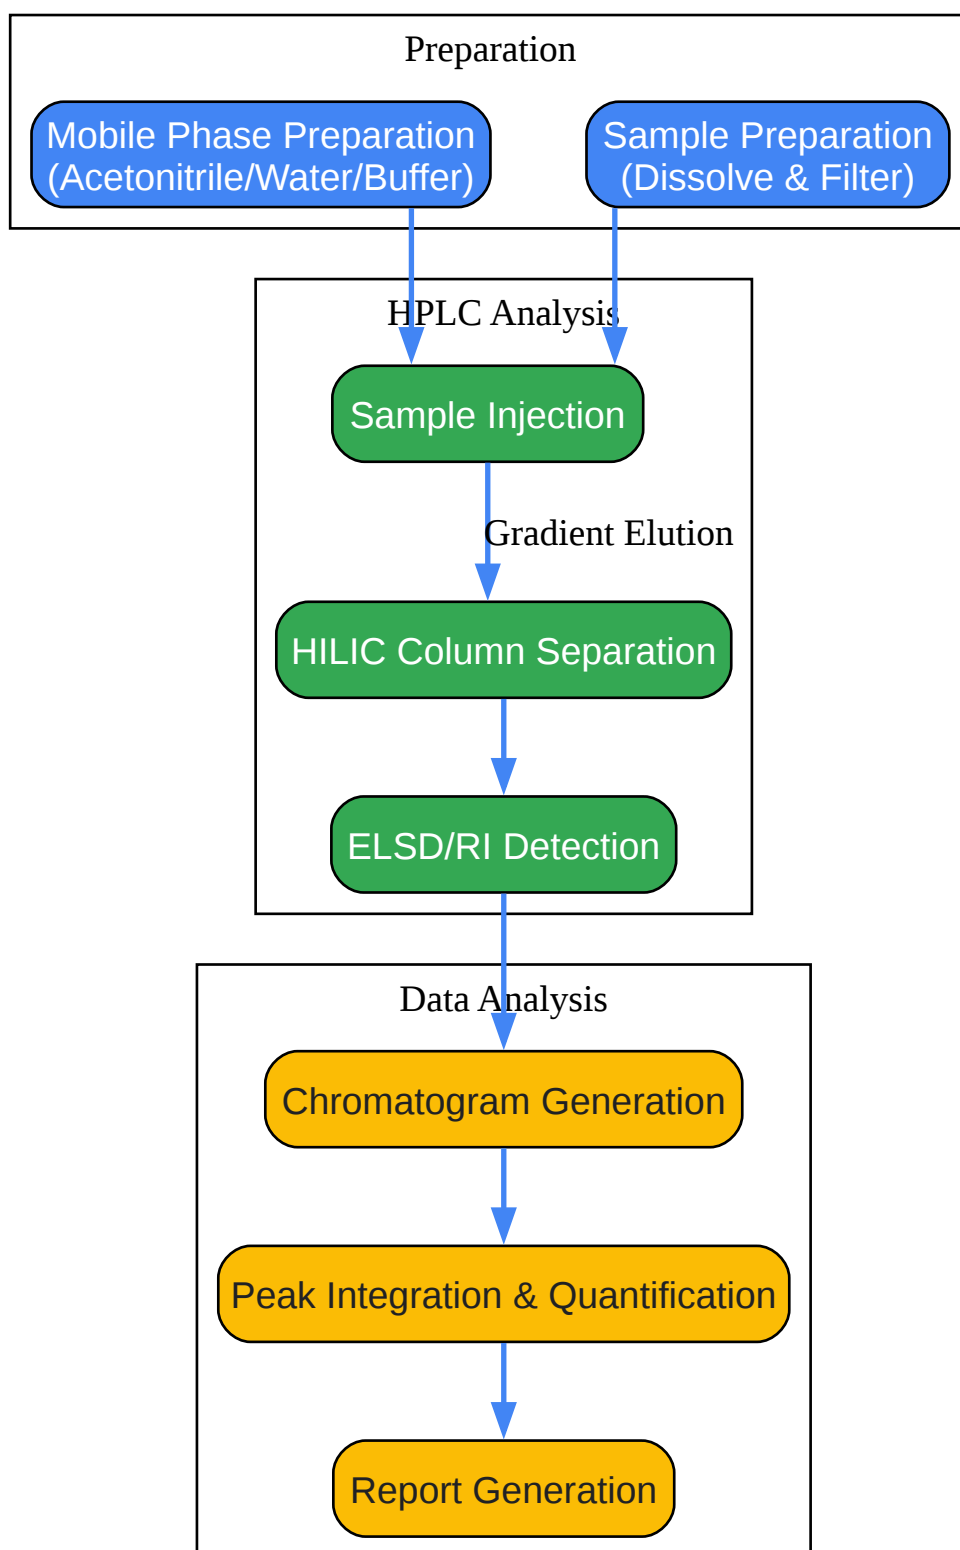 Preparation
Mobile Phase Preparation
(Acetonitrile/Water/Buffer)
Sample Preparation
(Dissolve & Filter)
HPLC Analysis
Sample Injection
Gradient Elution
HILIC Column Separation
ELSD/RI Detection
Data Analysis
Chromatogram Generation
Peak Integration & Quantification
Report Generation